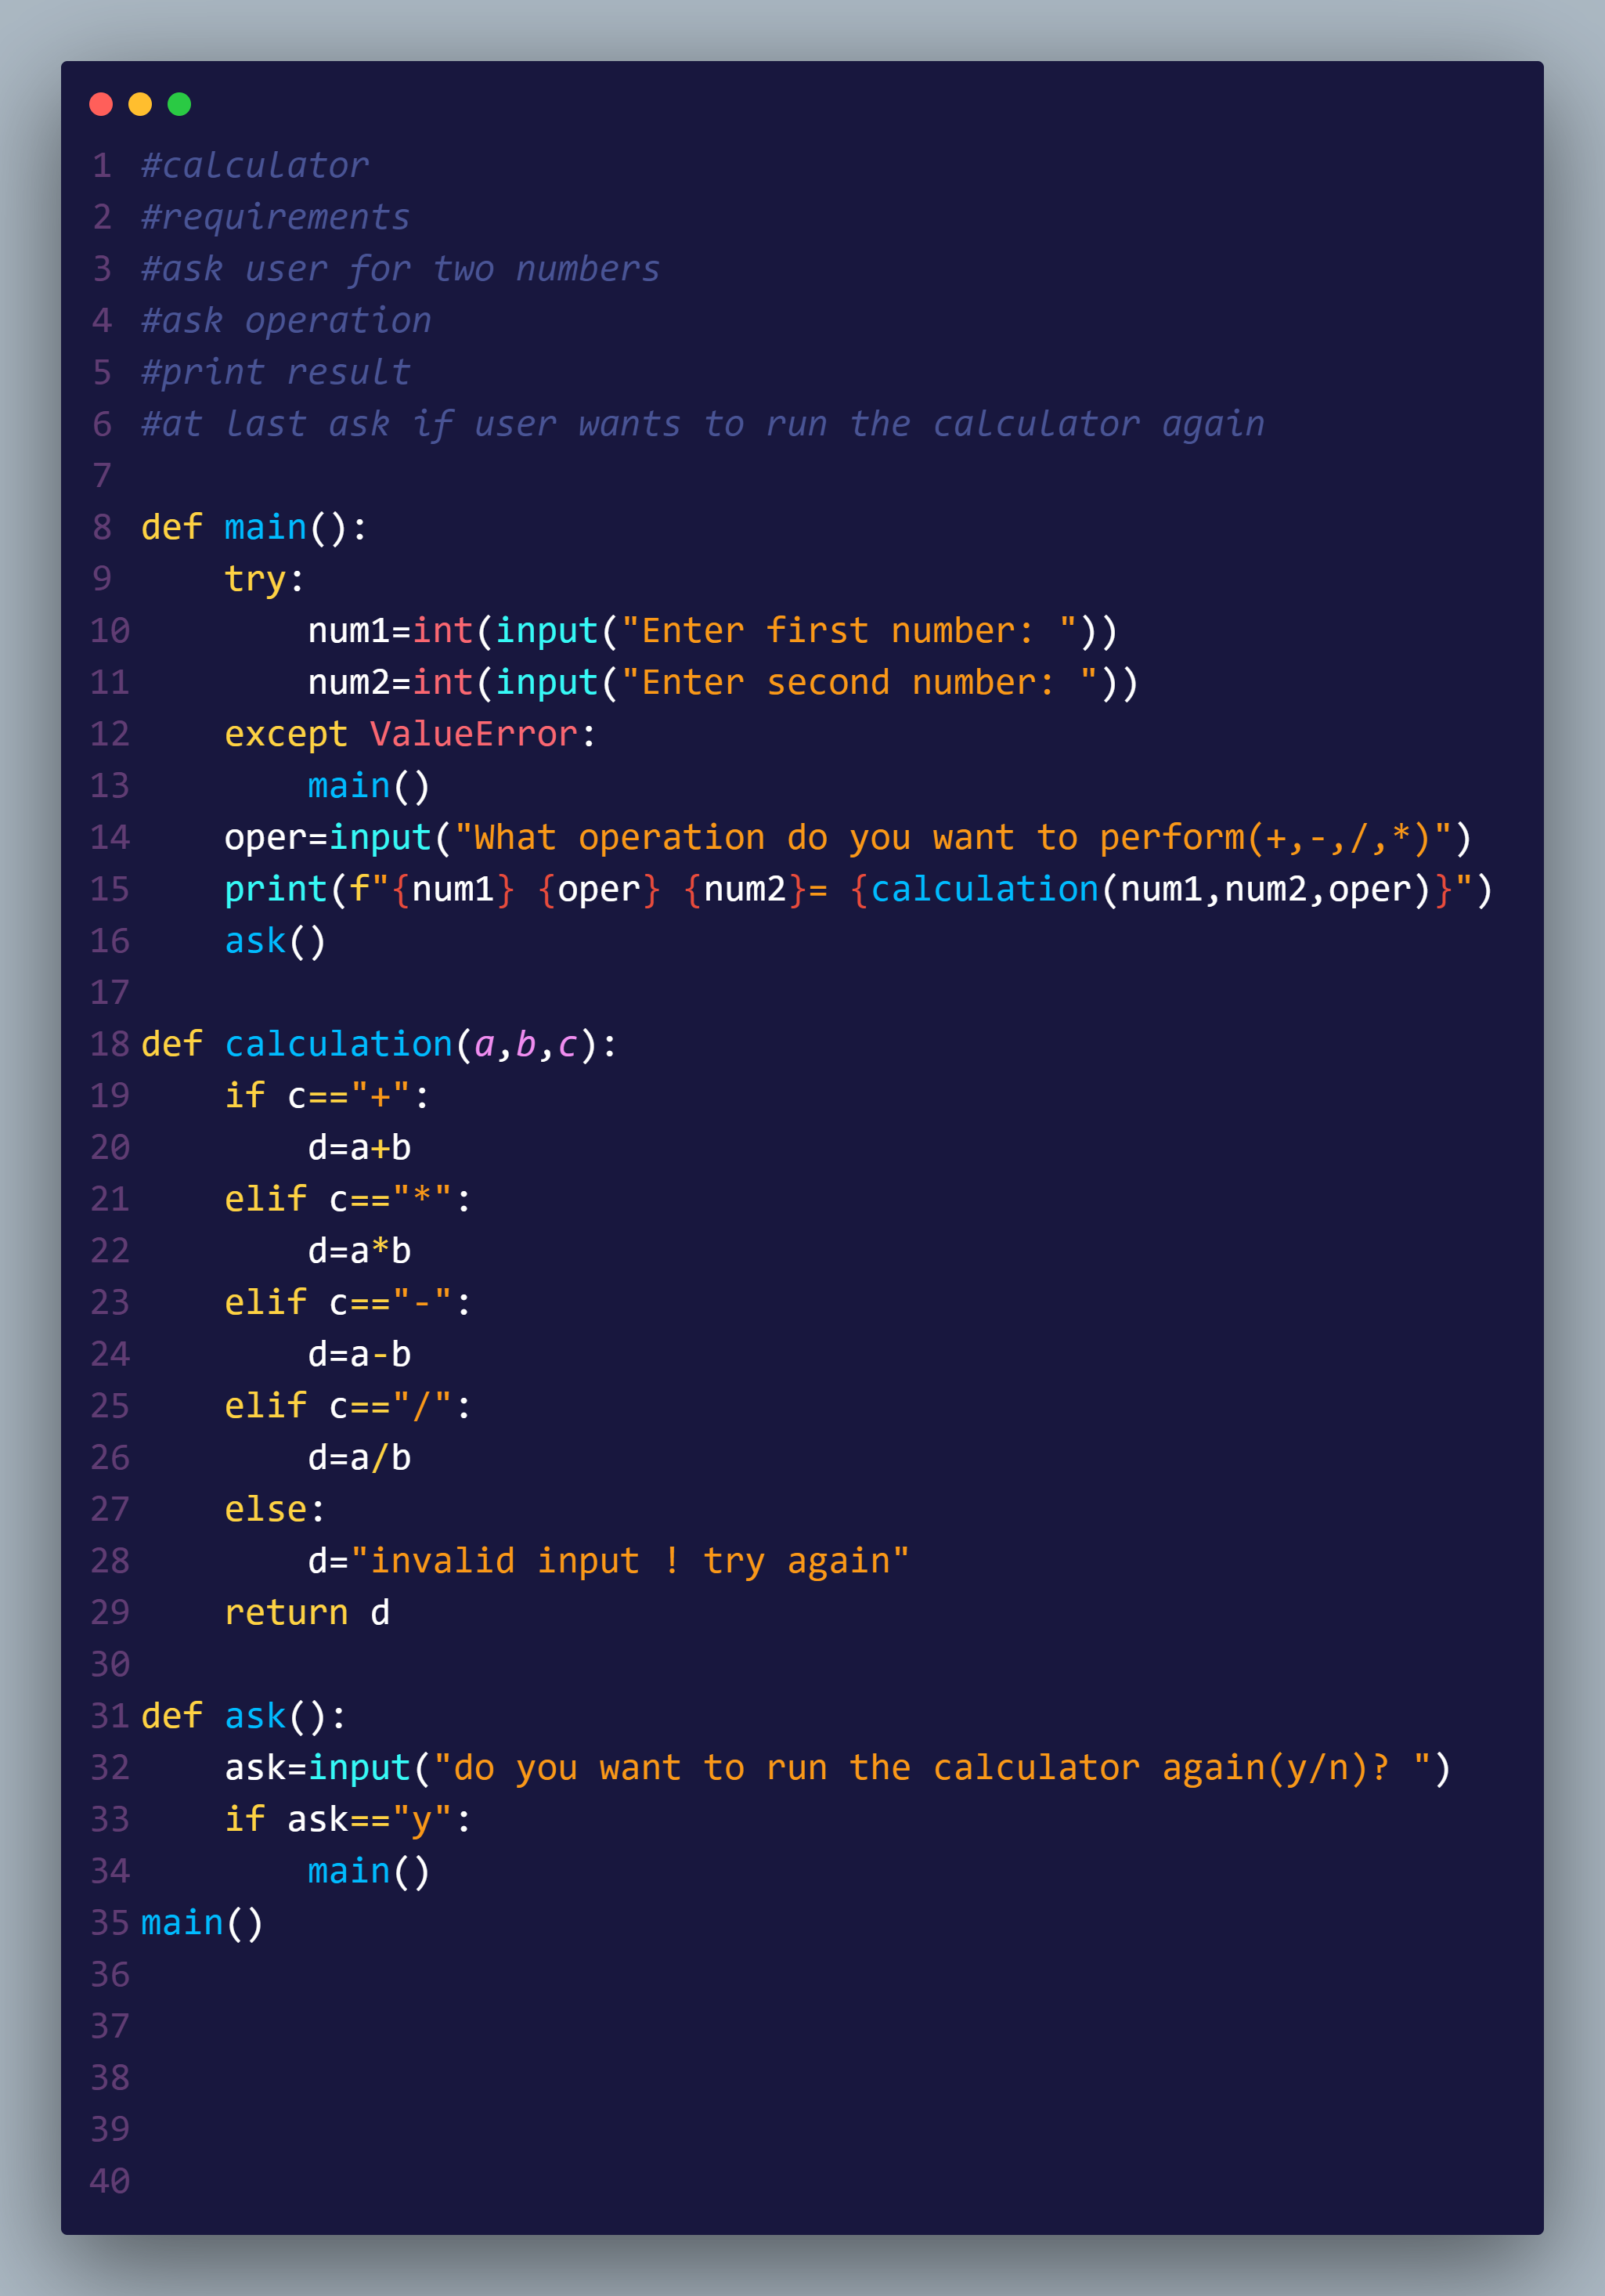 1 #calculator
2 #requirements
3 #ask user for two numbers
4 #ask operation
5 #print result
6 #at last ask if user wants to run the calculator again
7
8 def main():
9     try:
10         num1=int(input("Enter first number: "))
11         num2=int(input("Enter second number: "))
12     except ValueError:
13         main()
14     oper=input("What operation do you want to perform(+,-,/,*)")
15     print(f"{num1} {oper} {num2}= {calculation(num1,num2,oper)}")
16     ask()
17
18 def calculation(a,b,c):
19     if c=="+":
20         d=a+b
21     elif c=="*":
22         d=a*b
23     elif c=="-":
24         d=a-b
25     elif c=="/":
26         d=a/b
27     else:
28         d="invalid input ! try again"
29     return d
30
31 def ask():
32     ask=input("do you want to run the calculator again(y/n)? ")
33     if ask=="y":
34         main()
35 main()
36
37
38
39
40